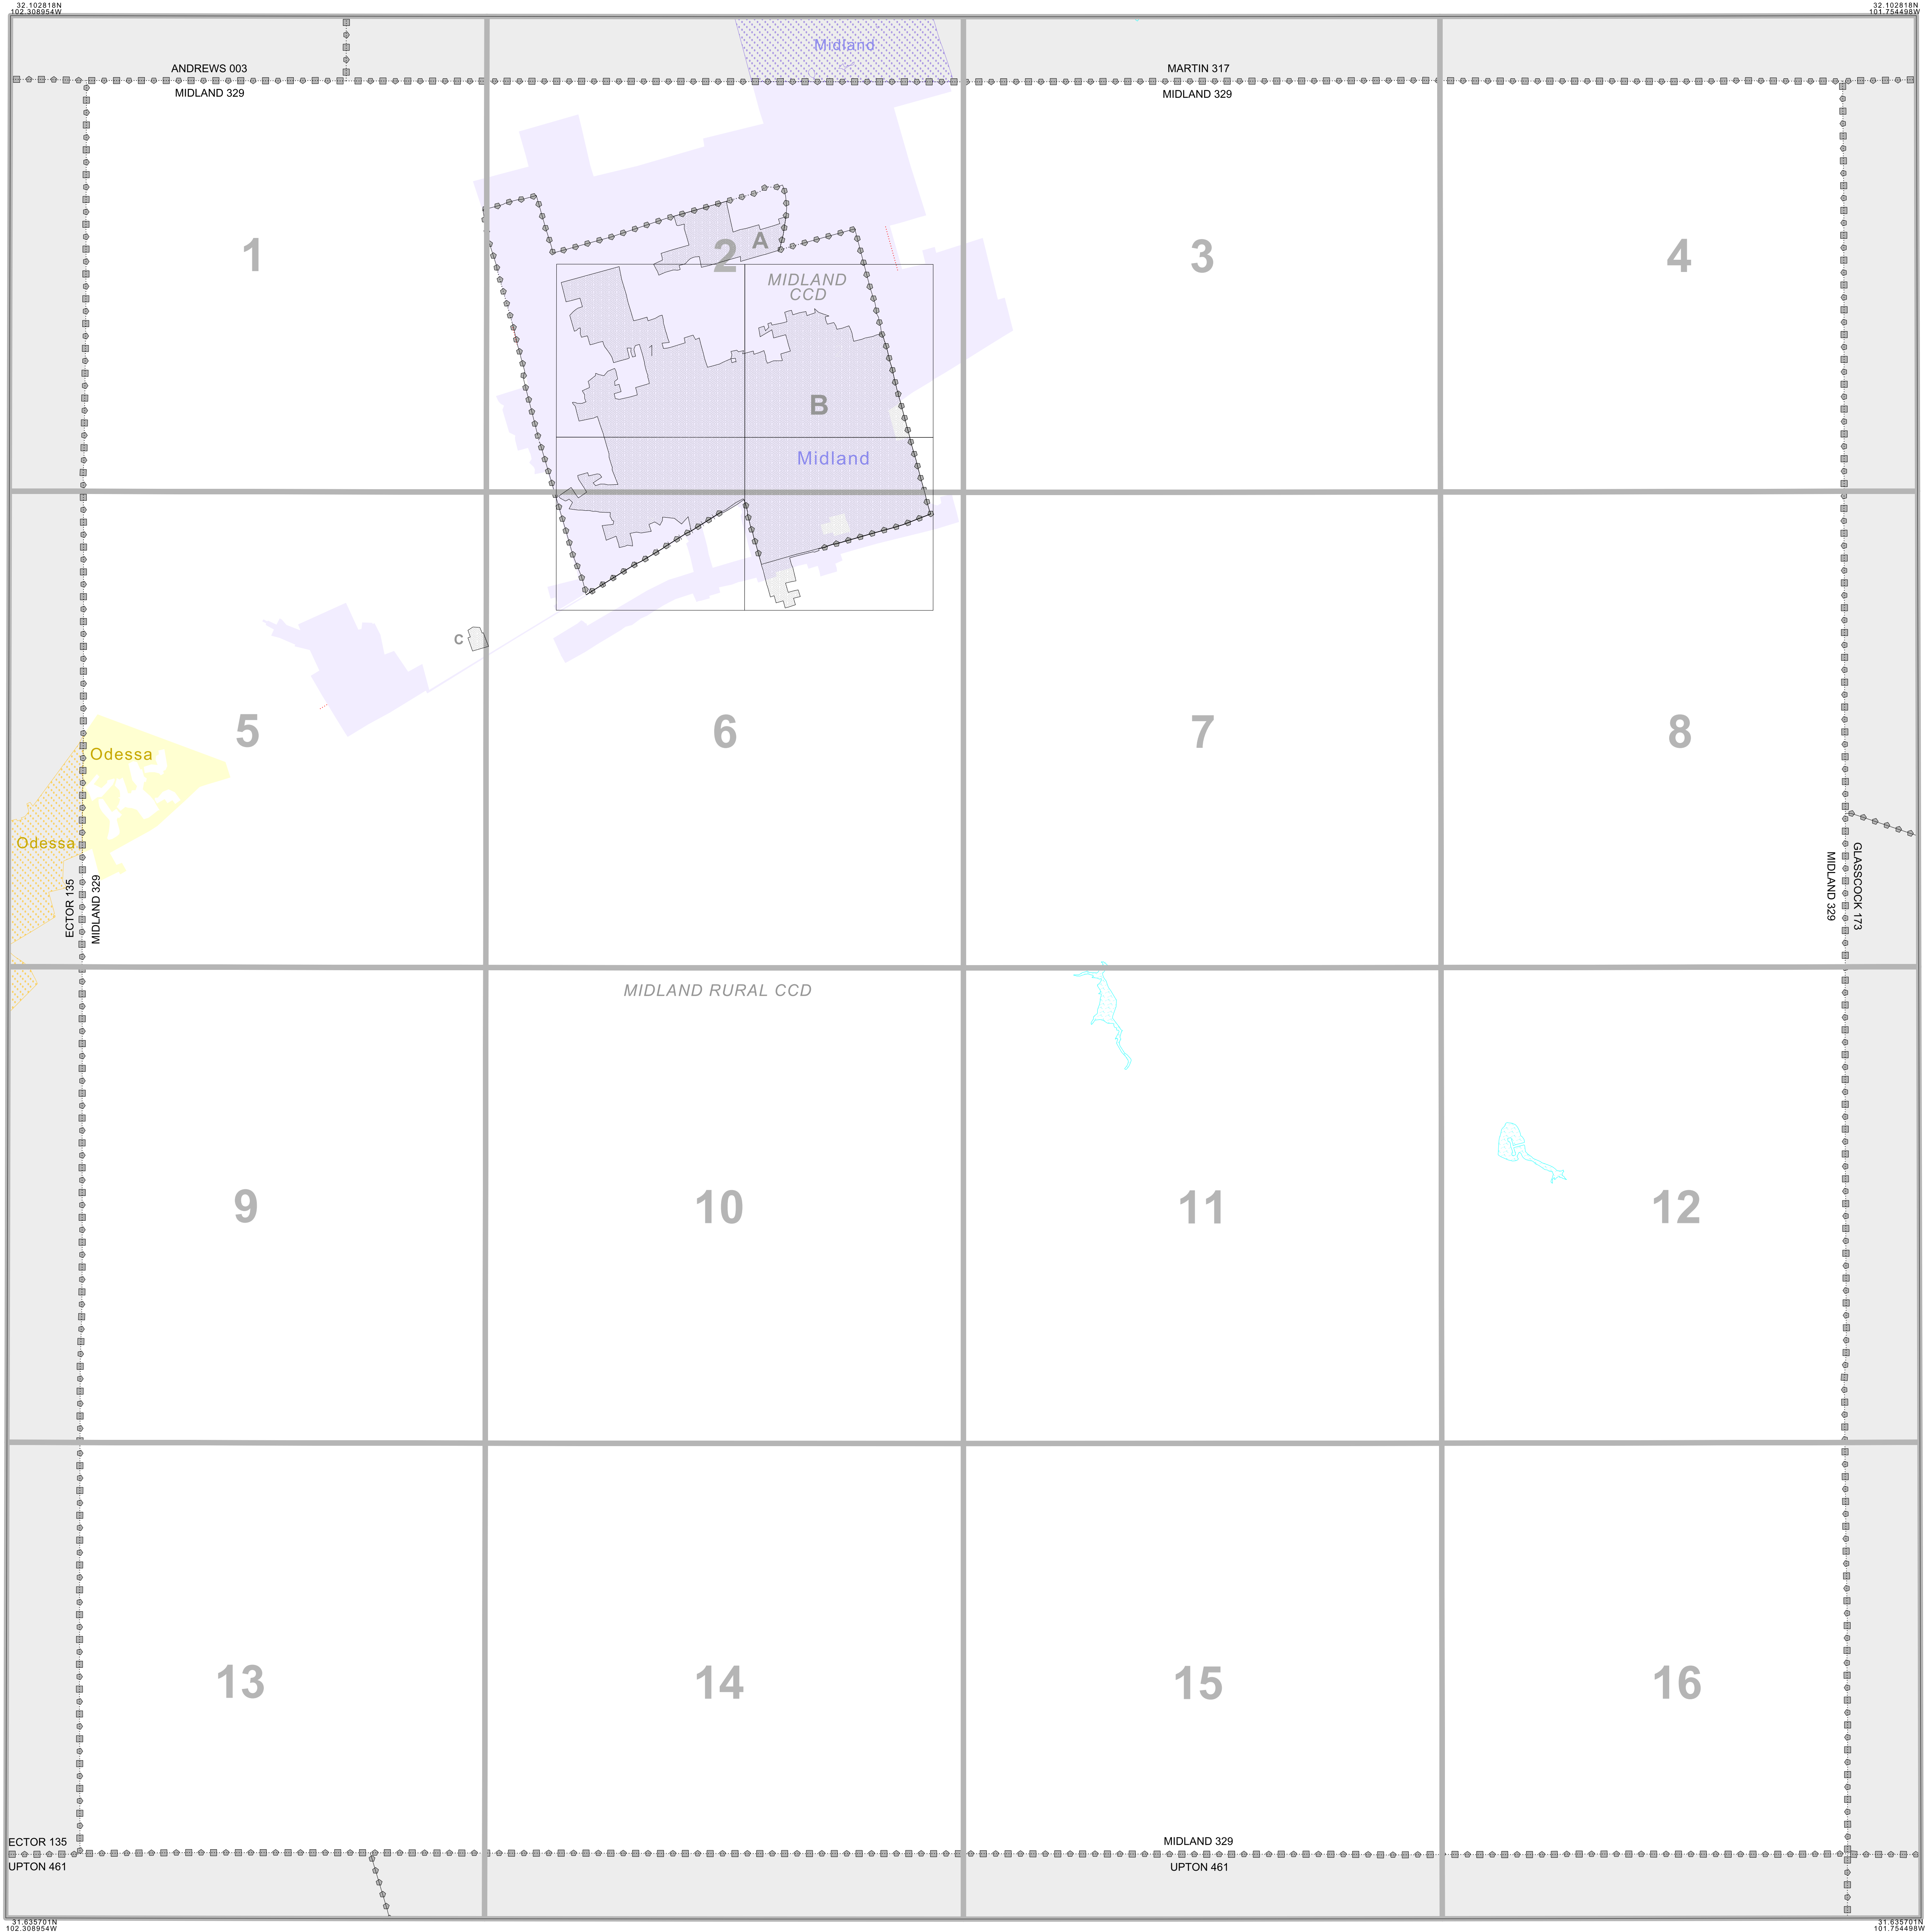 32.102818N
102.308954W
32.102818N
101.754498W
Midland
ANDREWS 003
MIDLAND 329
MARTIN 317
MIDLAND 329
1
2
A
3
4
MIDLAND
CCD
1
B
Midland
C
5
6
7
8
Odessa
Odessa
ECTOR 135
MIDLAND 329
MIDLAND 329
GLASSCOCK 173
MIDLAND RURAL CCD
9
10
11
12
13
14
15
16
ECTOR 135
UPTON 461
MIDLAND 329
UPTON 461
31.635701N
102.308954W
31.635701N
101.754498W